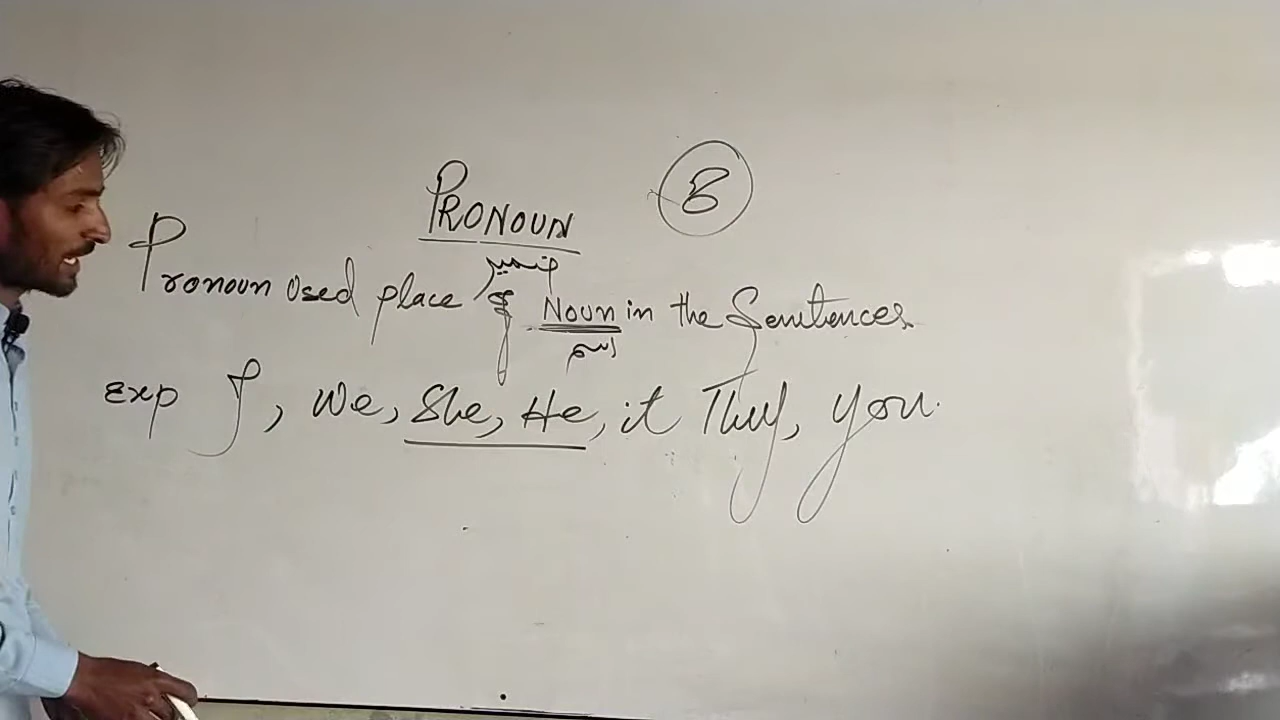 PRONOUN 8
ضمیر
Pronoun Used place of Noun in the Sentences
اسم
Exp I, We, She, He, it They, you.